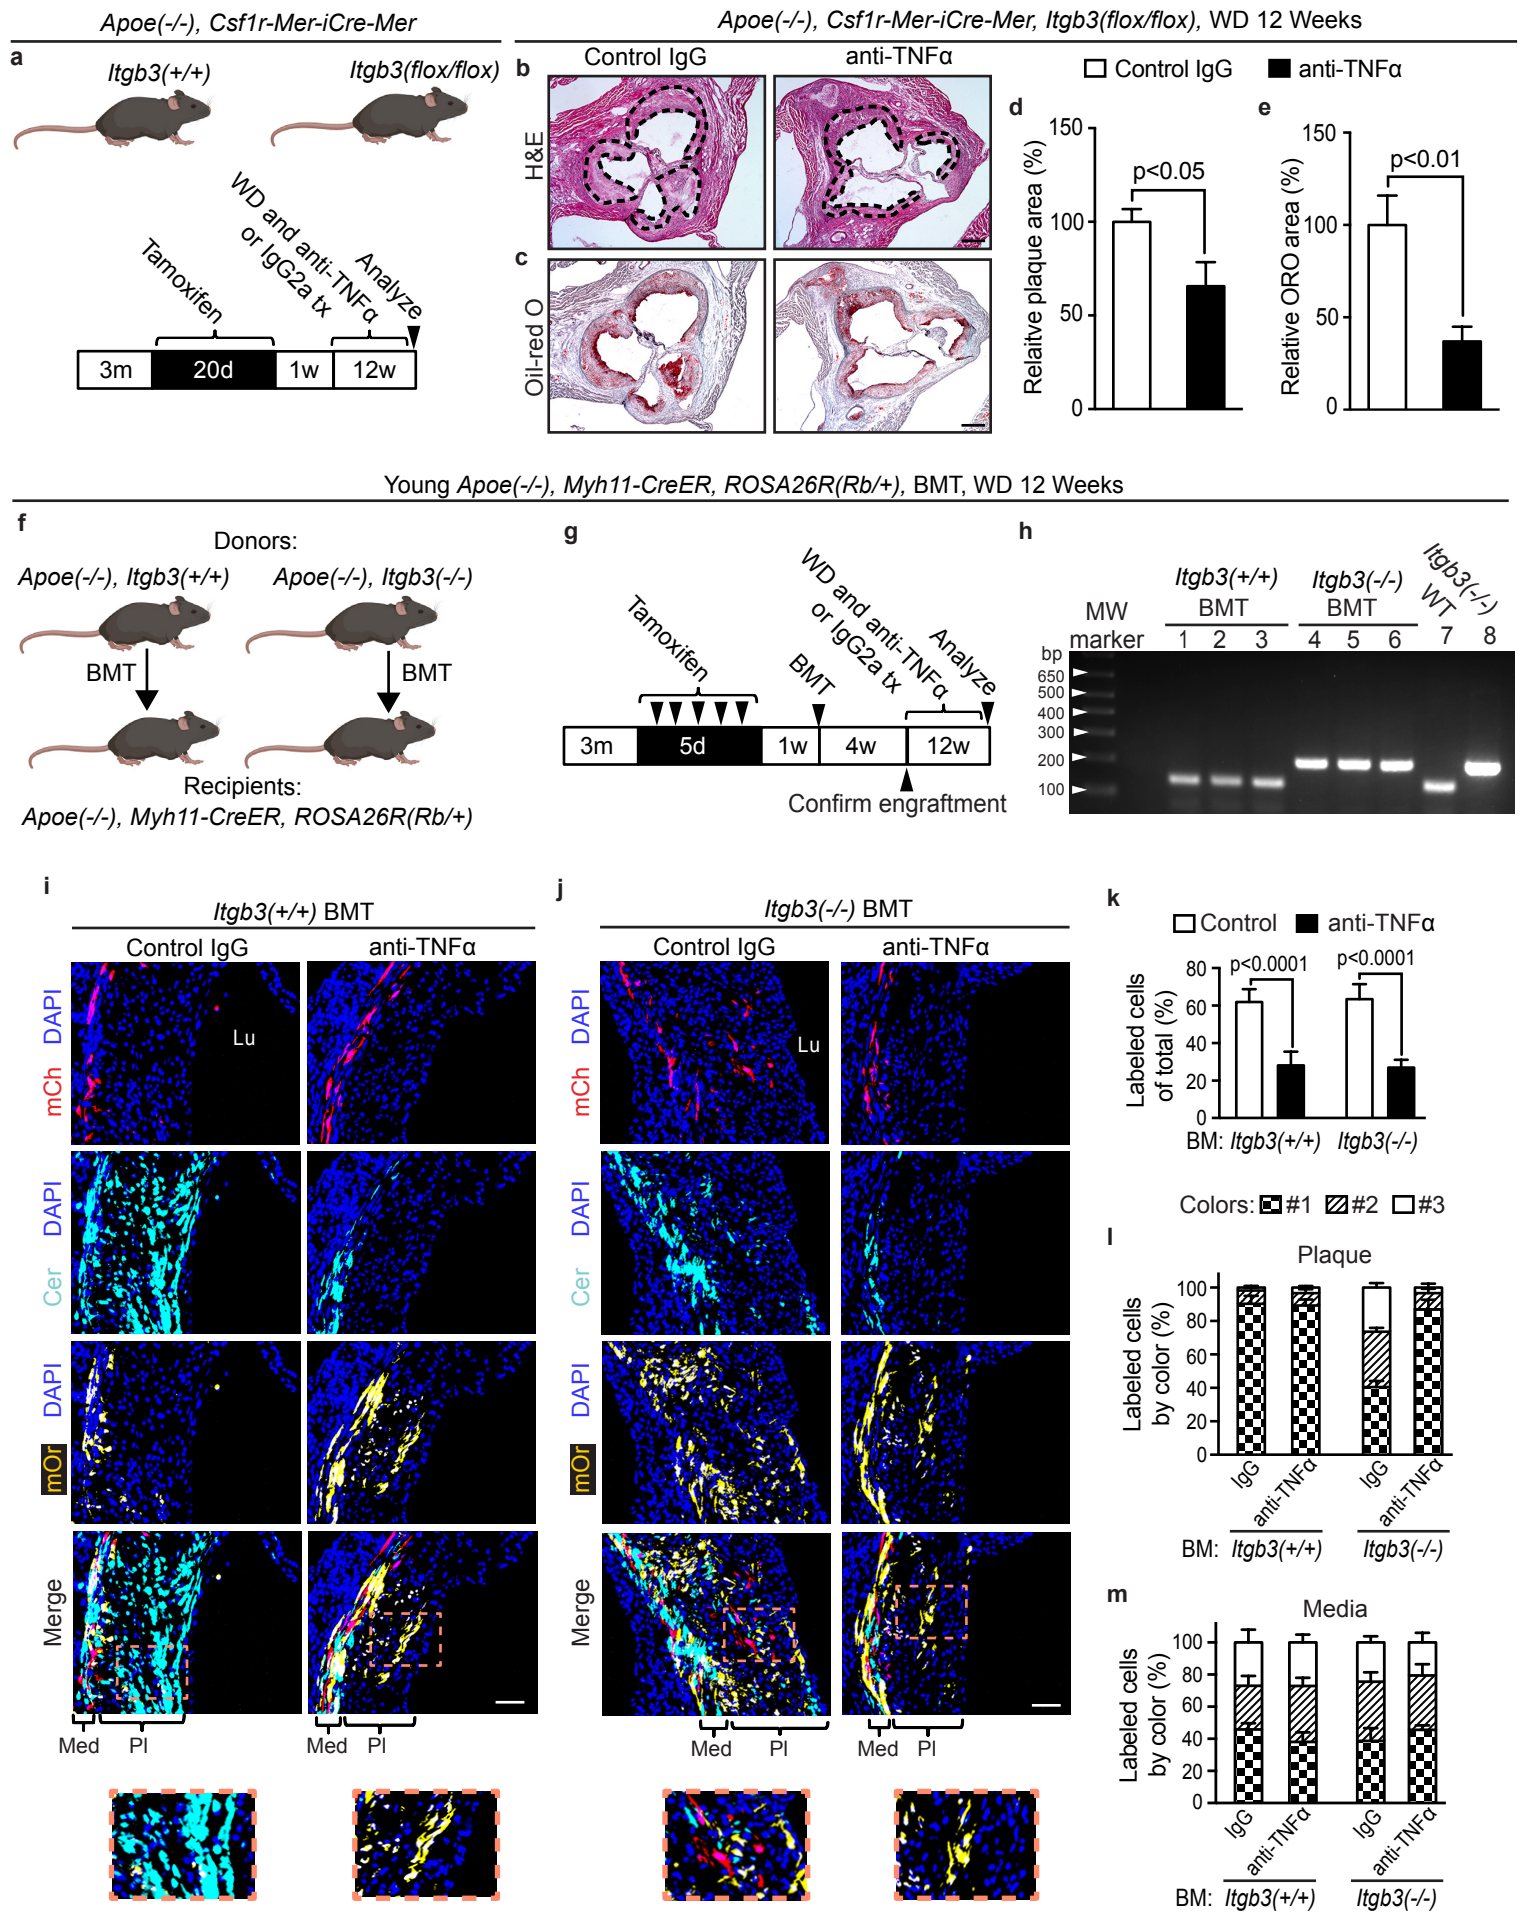 Apoe(-/-), Csf1r-Mer-iCre-Mer
Apoe(-/-), Csf1r-Mer-iCre-Mer, Itgb3(flox/flox), WD 12 Weeks
a
Itgb3(+/+)
Itgb3(flox/flox)
Tamoxifen
WD and anti-TNFα
or IgG2a tx
Analyze
3m
20d
1w
12w
b
Control IgG
anti-TNFα
H&E
c
Oil-red O
Control IgG
anti-TNFα
d
Relaitve plaque area (%)
150
100
50
0
p<0.05
e
Relative ORO area (%)
150
100
50
0
p<0.01
Young Apoe(-/-), Myh11-CreER, ROSA26R(Rb/+), BMT, WD 12 Weeks
f
Donors:
Apoe(-/-), Itgb3(+/+)
Apoe(-/-), Itgb3(-/-)
BMT
BMT
Recipients:
Apoe(-/-), Myh11-CreER, ROSA26R(Rb/+)
g
Tamoxifen
BMT
WD and anti-TNFα
or IgG2a tx
Analyze
3m
5d
1w
4w
12w
Confirm engraftment
h
MW
marker
Itgb3(+/+)
BMT
Itgb3(-/-)
BMT
WT
Itgb3(-/-)
1 2 3 4 5 6 7 8
bp
650
500
400
300
200
100
i
Itgb3(+/+) BMT
Control IgG
anti-TNFα
mCh DAPI
Lu
Cer DAPI
mOr DAPI
Merge
Med
Pl
Med
Pl
j
Itgb3(-/-) BMT
Control IgG
anti-TNFα
mCh DAPI
Lu
Cer DAPI
mOr DAPI
Merge
Med
Pl
Med
Pl
k
Control
anti-TNFα
Labeled cells
of total (%)
80
60
40
20
0
p<0.0001
p<0.0001
BM: Itgb3(+/+) Itgb3(-/-)
Colors: #1 #2 #3
l
Plaque
Labeled cells
by color (%)
100
80
60
40
20
0
IgG
anti-TNFα
IgG
anti-TNFα
BM: Itgb3(+/+) Itgb3(-/-)
m
Media
Labeled cells
by color (%)
100
80
60
40
20
0
IgG
anti-TNFα
IgG
anti-TNFα
BM: Itgb3(+/+) Itgb3(-/-)